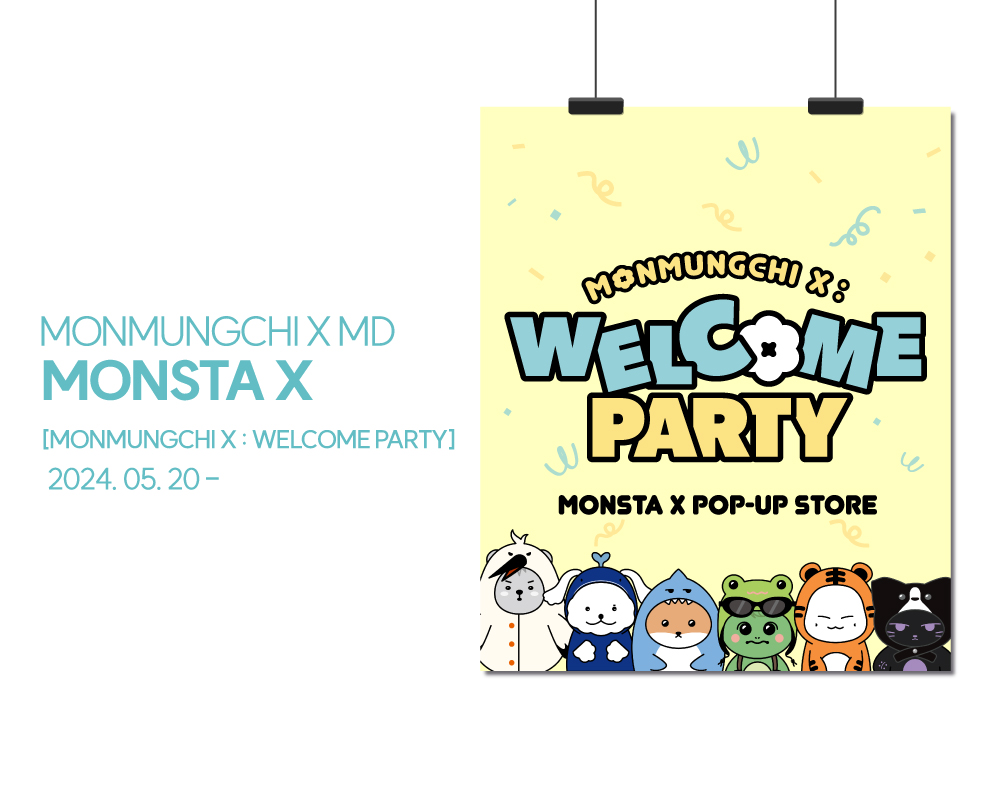 MONMUNGCHI X MD
MONSTA X
[MONMUNGCHI X : WELCOME PARTY]
2024. 05. 20 –
MONMUNGCHI X :
WELCOME
PARTY
MONSTA X POP-UP STORE